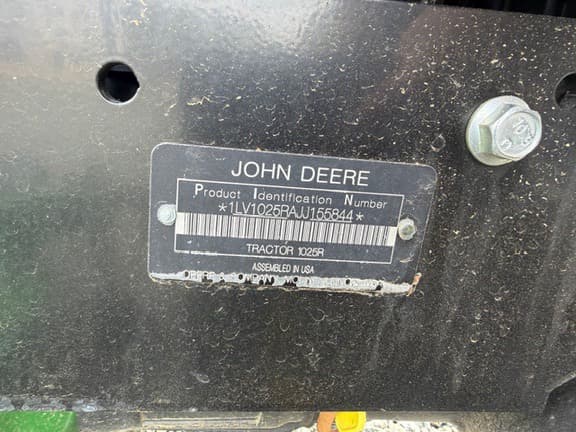 JOHN DEERE
Product Identification Number
*1LV1025RAJJ155844*
TRACTOR 1025R
ASSEMBLED IN USA